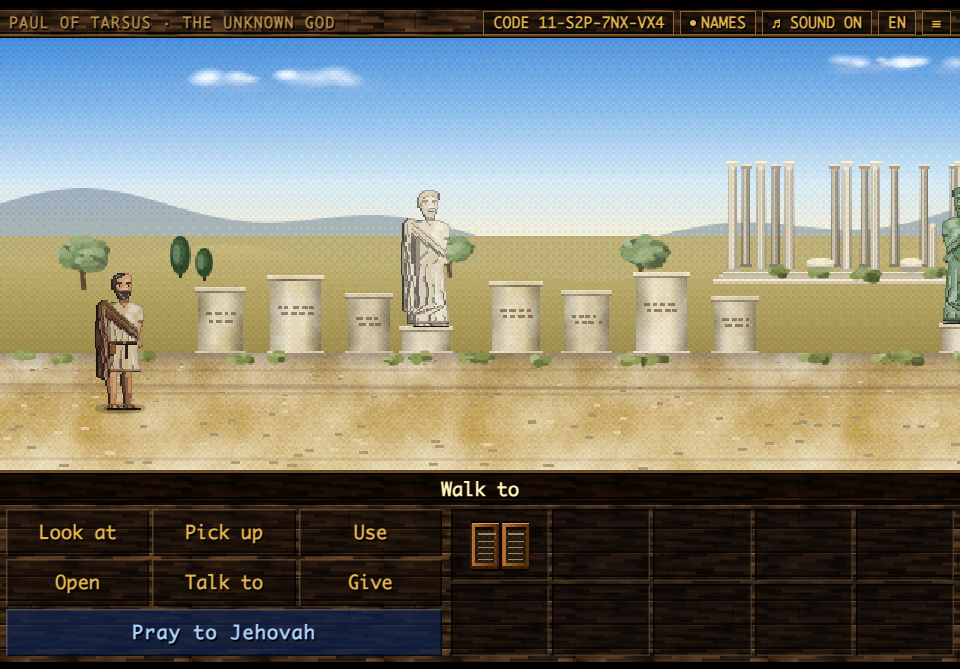 PAUL OF TARSUS · THE UNKNOWN GOD
CODE 11-S2P-7NX-VX4
● NAMES
♬ SOUND ON
EN
≡
Walk to
Look at
Pick up
Use
Open
Talk to
Give
Pray to Jehovah